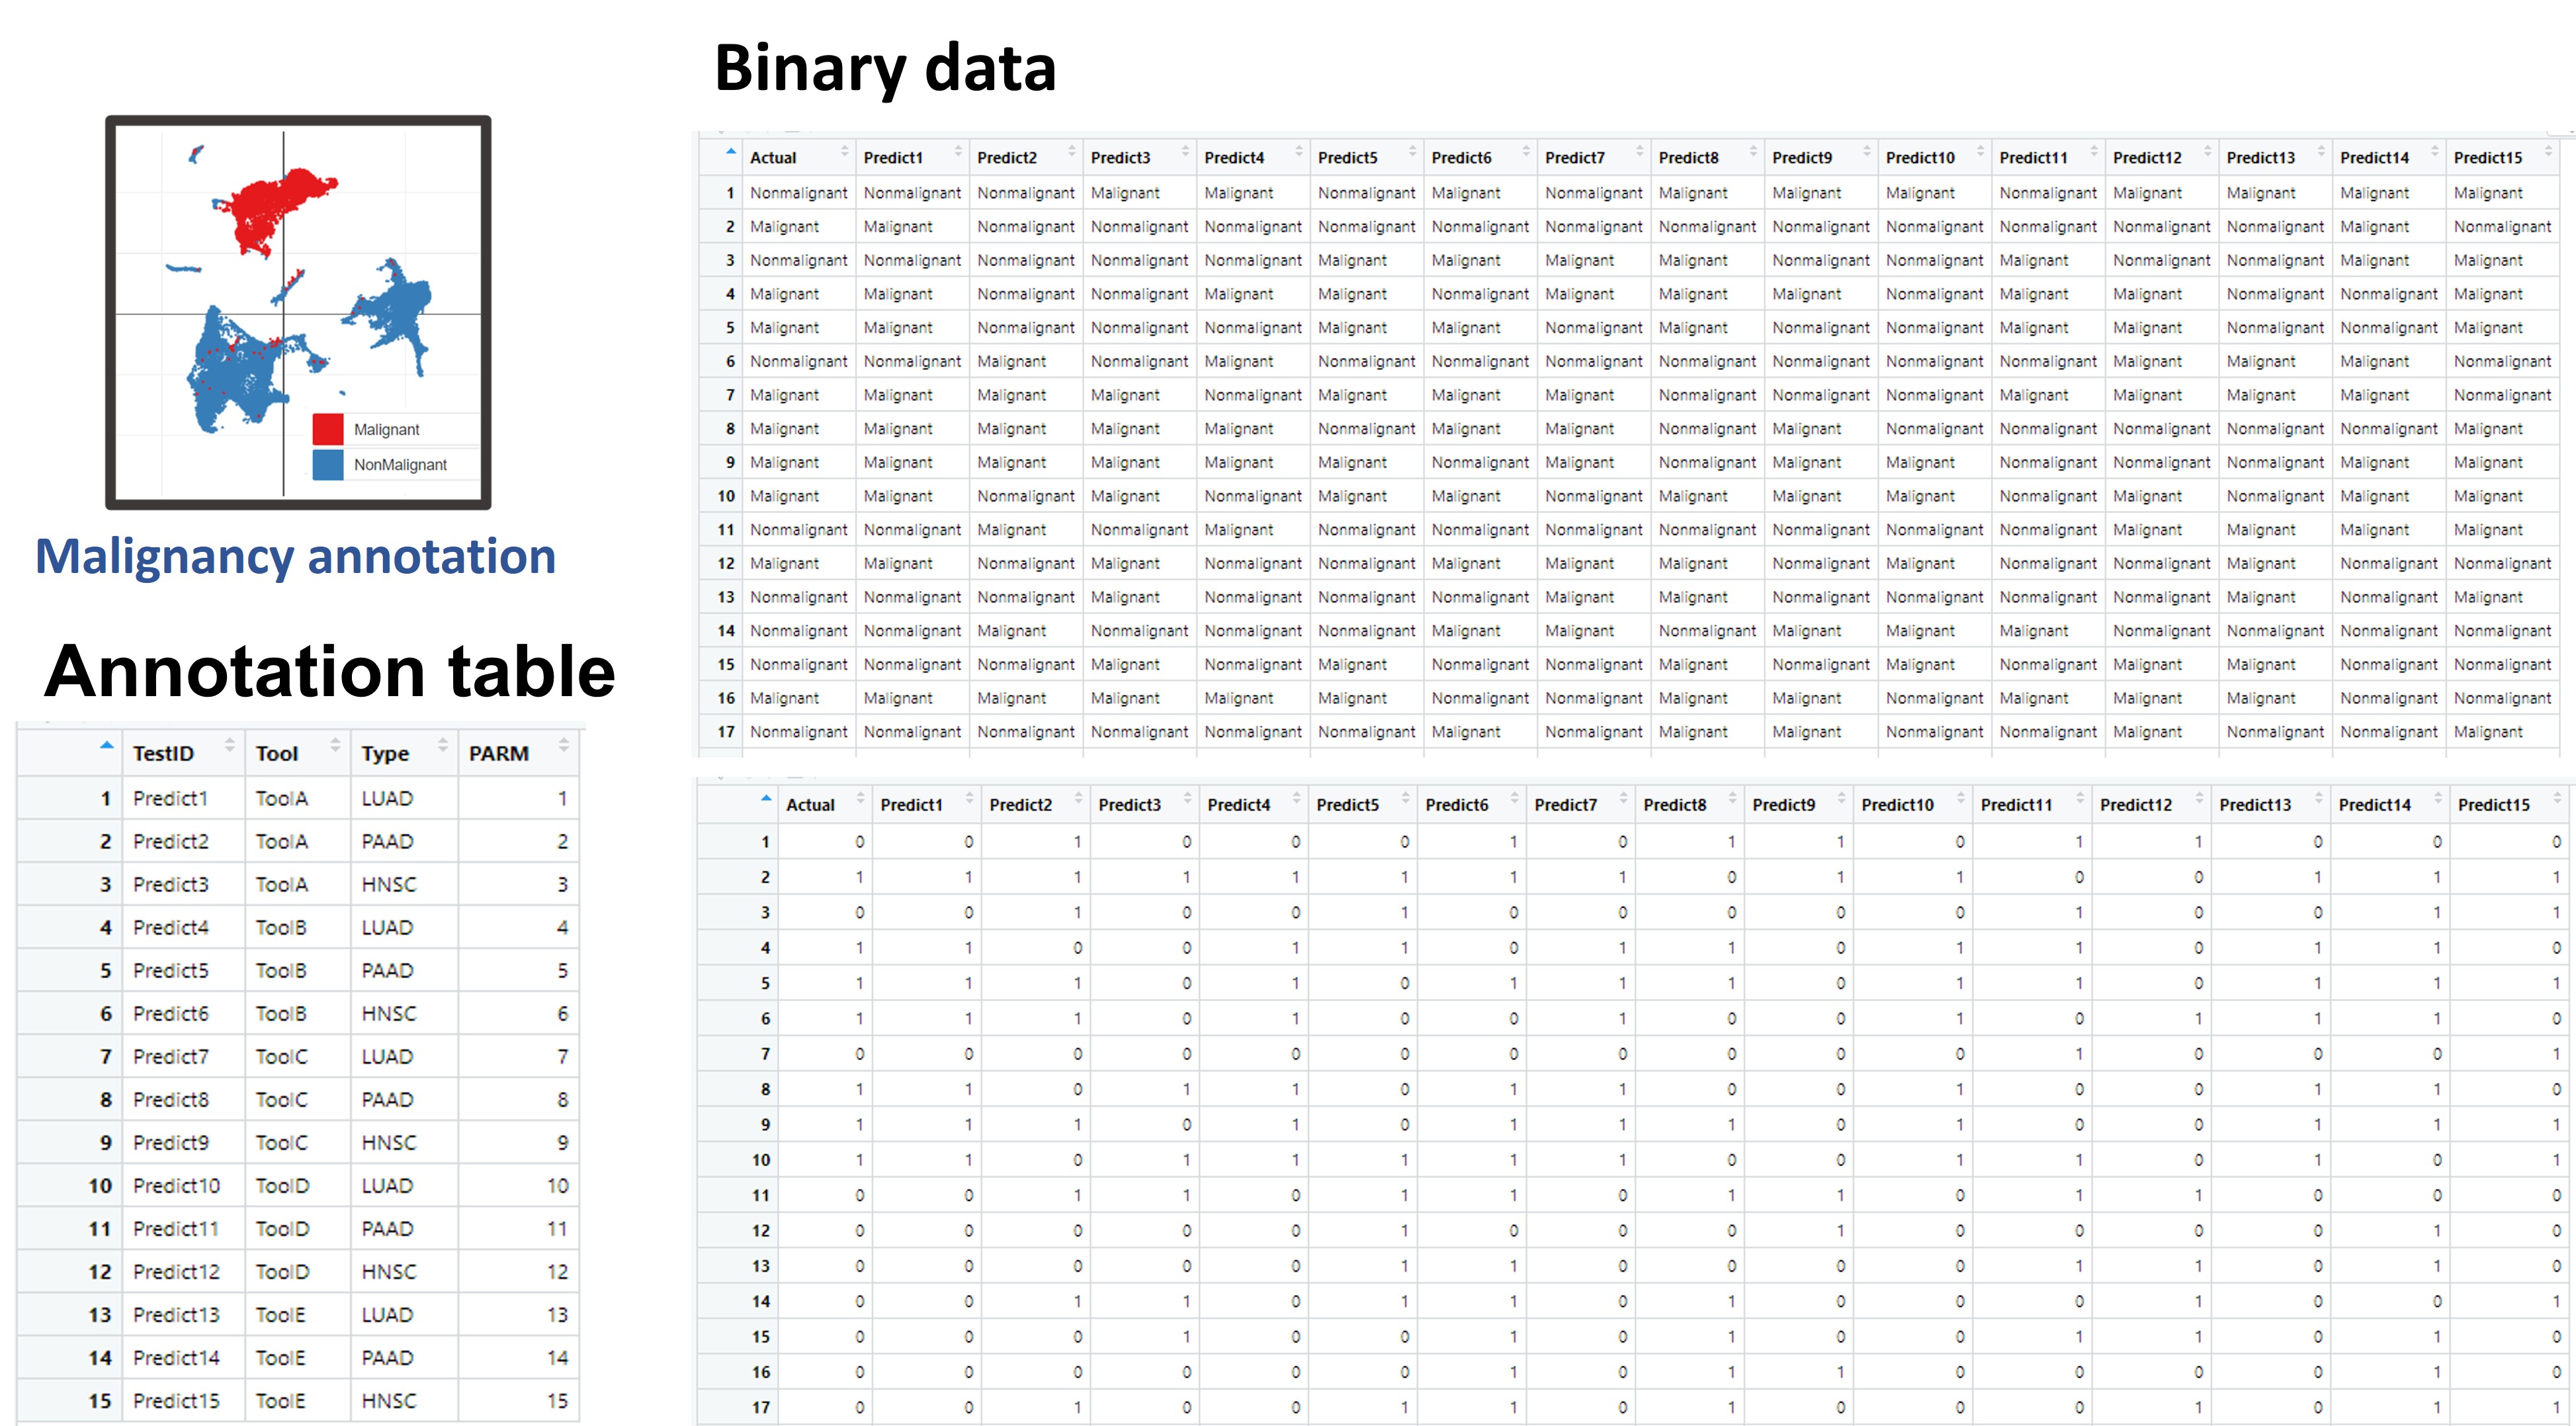 Binary data
Malignant
NonMalignant
Malignancy annotation
Annotation table
TestID Tool Type PARM
1 Predict1 ToolA LUAD 1
2 Predict2 ToolA PAAD 2
3 Predict3 ToolA HNSC 3
4 Predict4 ToolB LUAD 4
5 Predict5 ToolB PAAD 5
6 Predict6 ToolB HNSC 6
7 Predict7 ToolC LUAD 7
8 Predict8 ToolC PAAD 8
9 Predict9 ToolC HNSC 9
10 Predict10 ToolD LUAD 10
11 Predict11 ToolD PAAD 11
12 Predict12 ToolD HNSC 12
13 Predict13 ToolE LUAD 13
14 Predict14 ToolE PAAD 14
15 Predict15 ToolE HNSC 15
Actual Predict1 Predict2 Predict3 Predict4 Predict5 Predict6 Predict7 Predict8 Predict9 Predict10 Predict11 Predict12 Predict13 Predict14 Predict15
1 Nonmalignant Nonmalignant Nonmalignant Malignant Malignant Nonmalignant Malignant Nonmalignant Malignant Malignant Malignant Nonmalignant Malignant Malignant Malignant Malignant
2 Malignant Malignant Nonmalignant Nonmalignant Nonmalignant Nonmalignant Nonmalignant Nonmalignant Nonmalignant Nonmalignant Nonmalignant Nonmalignant Nonmalignant Nonmalignant Malignant Nonmalignant
3 Nonmalignant Nonmalignant Nonmalignant Nonmalignant Nonmalignant Malignant Malignant Malignant Malignant Nonmalignant Nonmalignant Malignant Nonmalignant Nonmalignant Malignant Malignant
4 Malignant Malignant Nonmalignant Nonmalignant Malignant Malignant Nonmalignant Malignant Malignant Malignant Nonmalignant Malignant Malignant Nonmalignant Nonmalignant Malignant
5 Malignant Malignant Nonmalignant Nonmalignant Nonmalignant Malignant Malignant Nonmalignant Malignant Nonmalignant Nonmalignant Nonmalignant Malignant Nonmalignant Nonmalignant Malignant
6 Nonmalignant Nonmalignant Malignant Nonmalignant Malignant Nonmalignant Nonmalignant Nonmalignant Nonmalignant Nonmalignant Nonmalignant Nonmalignant Malignant Malignant Malignant Nonmalignant
7 Malignant Malignant Malignant Malignant Nonmalignant Malignant Malignant Malignant Nonmalignant Nonmalignant Nonmalignant Malignant Malignant Malignant Malignant Nonmalignant
8 Malignant Malignant Malignant Malignant Malignant Nonmalignant Malignant Malignant Nonmalignant Malignant Nonmalignant Nonmalignant Nonmalignant Nonmalignant Nonmalignant Malignant
9 Malignant Malignant Malignant Malignant Malignant Malignant Nonmalignant Malignant Nonmalignant Malignant Malignant Nonmalignant Nonmalignant Nonmalignant Malignant Malignant
10 Malignant Malignant Nonmalignant Malignant Nonmalignant Malignant Malignant Nonmalignant Malignant Malignant Malignant Nonmalignant Malignant Nonmalignant Malignant Malignant
11 Nonmalignant Nonmalignant Malignant Nonmalignant Malignant Nonmalignant Nonmalignant Nonmalignant Nonmalignant Nonmalignant Nonmalignant Nonmalignant Malignant Malignant Malignant Malignant
12 Malignant Malignant Nonmalignant Malignant Nonmalignant Nonmalignant Malignant Malignant Malignant Nonmalignant Malignant Nonmalignant Nonmalignant Malignant Nonmalignant Nonmalignant
13 Nonmalignant Nonmalignant Nonmalignant Malignant Nonmalignant Nonmalignant Nonmalignant Malignant Malignant Nonmalignant Nonmalignant Nonmalignant Nonmalignant Malignant Nonmalignant Malignant
14 Nonmalignant Nonmalignant Malignant Nonmalignant Nonmalignant Nonmalignant Malignant Malignant Nonmalignant Malignant Malignant Malignant Nonmalignant Nonmalignant Nonmalignant Nonmalignant
15 Nonmalignant Nonmalignant Nonmalignant Malignant Nonmalignant Malignant Nonmalignant Nonmalignant Malignant Nonmalignant Malignant Nonmalignant Malignant Malignant Nonmalignant Nonmalignant
16 Malignant Malignant Malignant Malignant Malignant Malignant Nonmalignant Nonmalignant Malignant Malignant Nonmalignant Malignant Malignant Malignant Nonmalignant Nonmalignant
17 Nonmalignant Nonmalignant Nonmalignant Nonmalignant Nonmalignant Nonmalignant Malignant Nonmalignant Malignant Malignant Nonmalignant Nonmalignant Malignant Nonmalignant Nonmalignant Malignant
Actual Predict1 Predict2 Predict3 Predict4 Predict5 Predict6 Predict7 Predict8 Predict9 Predict10 Predict11 Predict12 Predict13 Predict14 Predict15
1 0 0 1 0 0 0 1 0 1 1 0 1 1 0 0 0
2 1 1 1 1 1 1 1 1 0 1 1 0 0 1 1 1
3 0 0 1 0 0 1 0 0 0 0 0 1 0 0 1 1
4 1 1 0 0 1 1 0 1 1 0 1 1 0 1 1 0
5 1 1 1 0 1 0 1 1 1 0 1 1 0 1 1 1
6 1 1 1 0 1 0 0 1 0 0 1 0 1 1 1 0
7 0 0 0 0 0 0 0 0 0 0 0 1 0 0 0 1
8 1 1 0 1 1 0 1 1 0 0 1 0 0 1 1 0
9 1 1 1 0 1 0 1 1 1 0 1 0 0 1 1 1
10 1 1 0 1 1 1 1 1 0 0 1 1 0 1 0 1
11 0 0 1 1 0 1 1 0 1 1 0 1 1 0 0 0
12 0 0 0 0 0 1 0 0 0 1 0 0 0 0 1 0
13 0 0 0 0 0 1 1 0 0 0 0 1 1 0 1 0
14 0 0 1 1 0 1 1 0 1 0 0 0 1 0 0 1
15 0 0 0 1 0 0 1 0 1 0 0 1 1 0 1 0
16 0 0 0 0 0 0 1 0 1 1 0 0 0 0 1 0
17 0 0 1 0 0 1 1 0 1 0 0 0 1 0 1 1